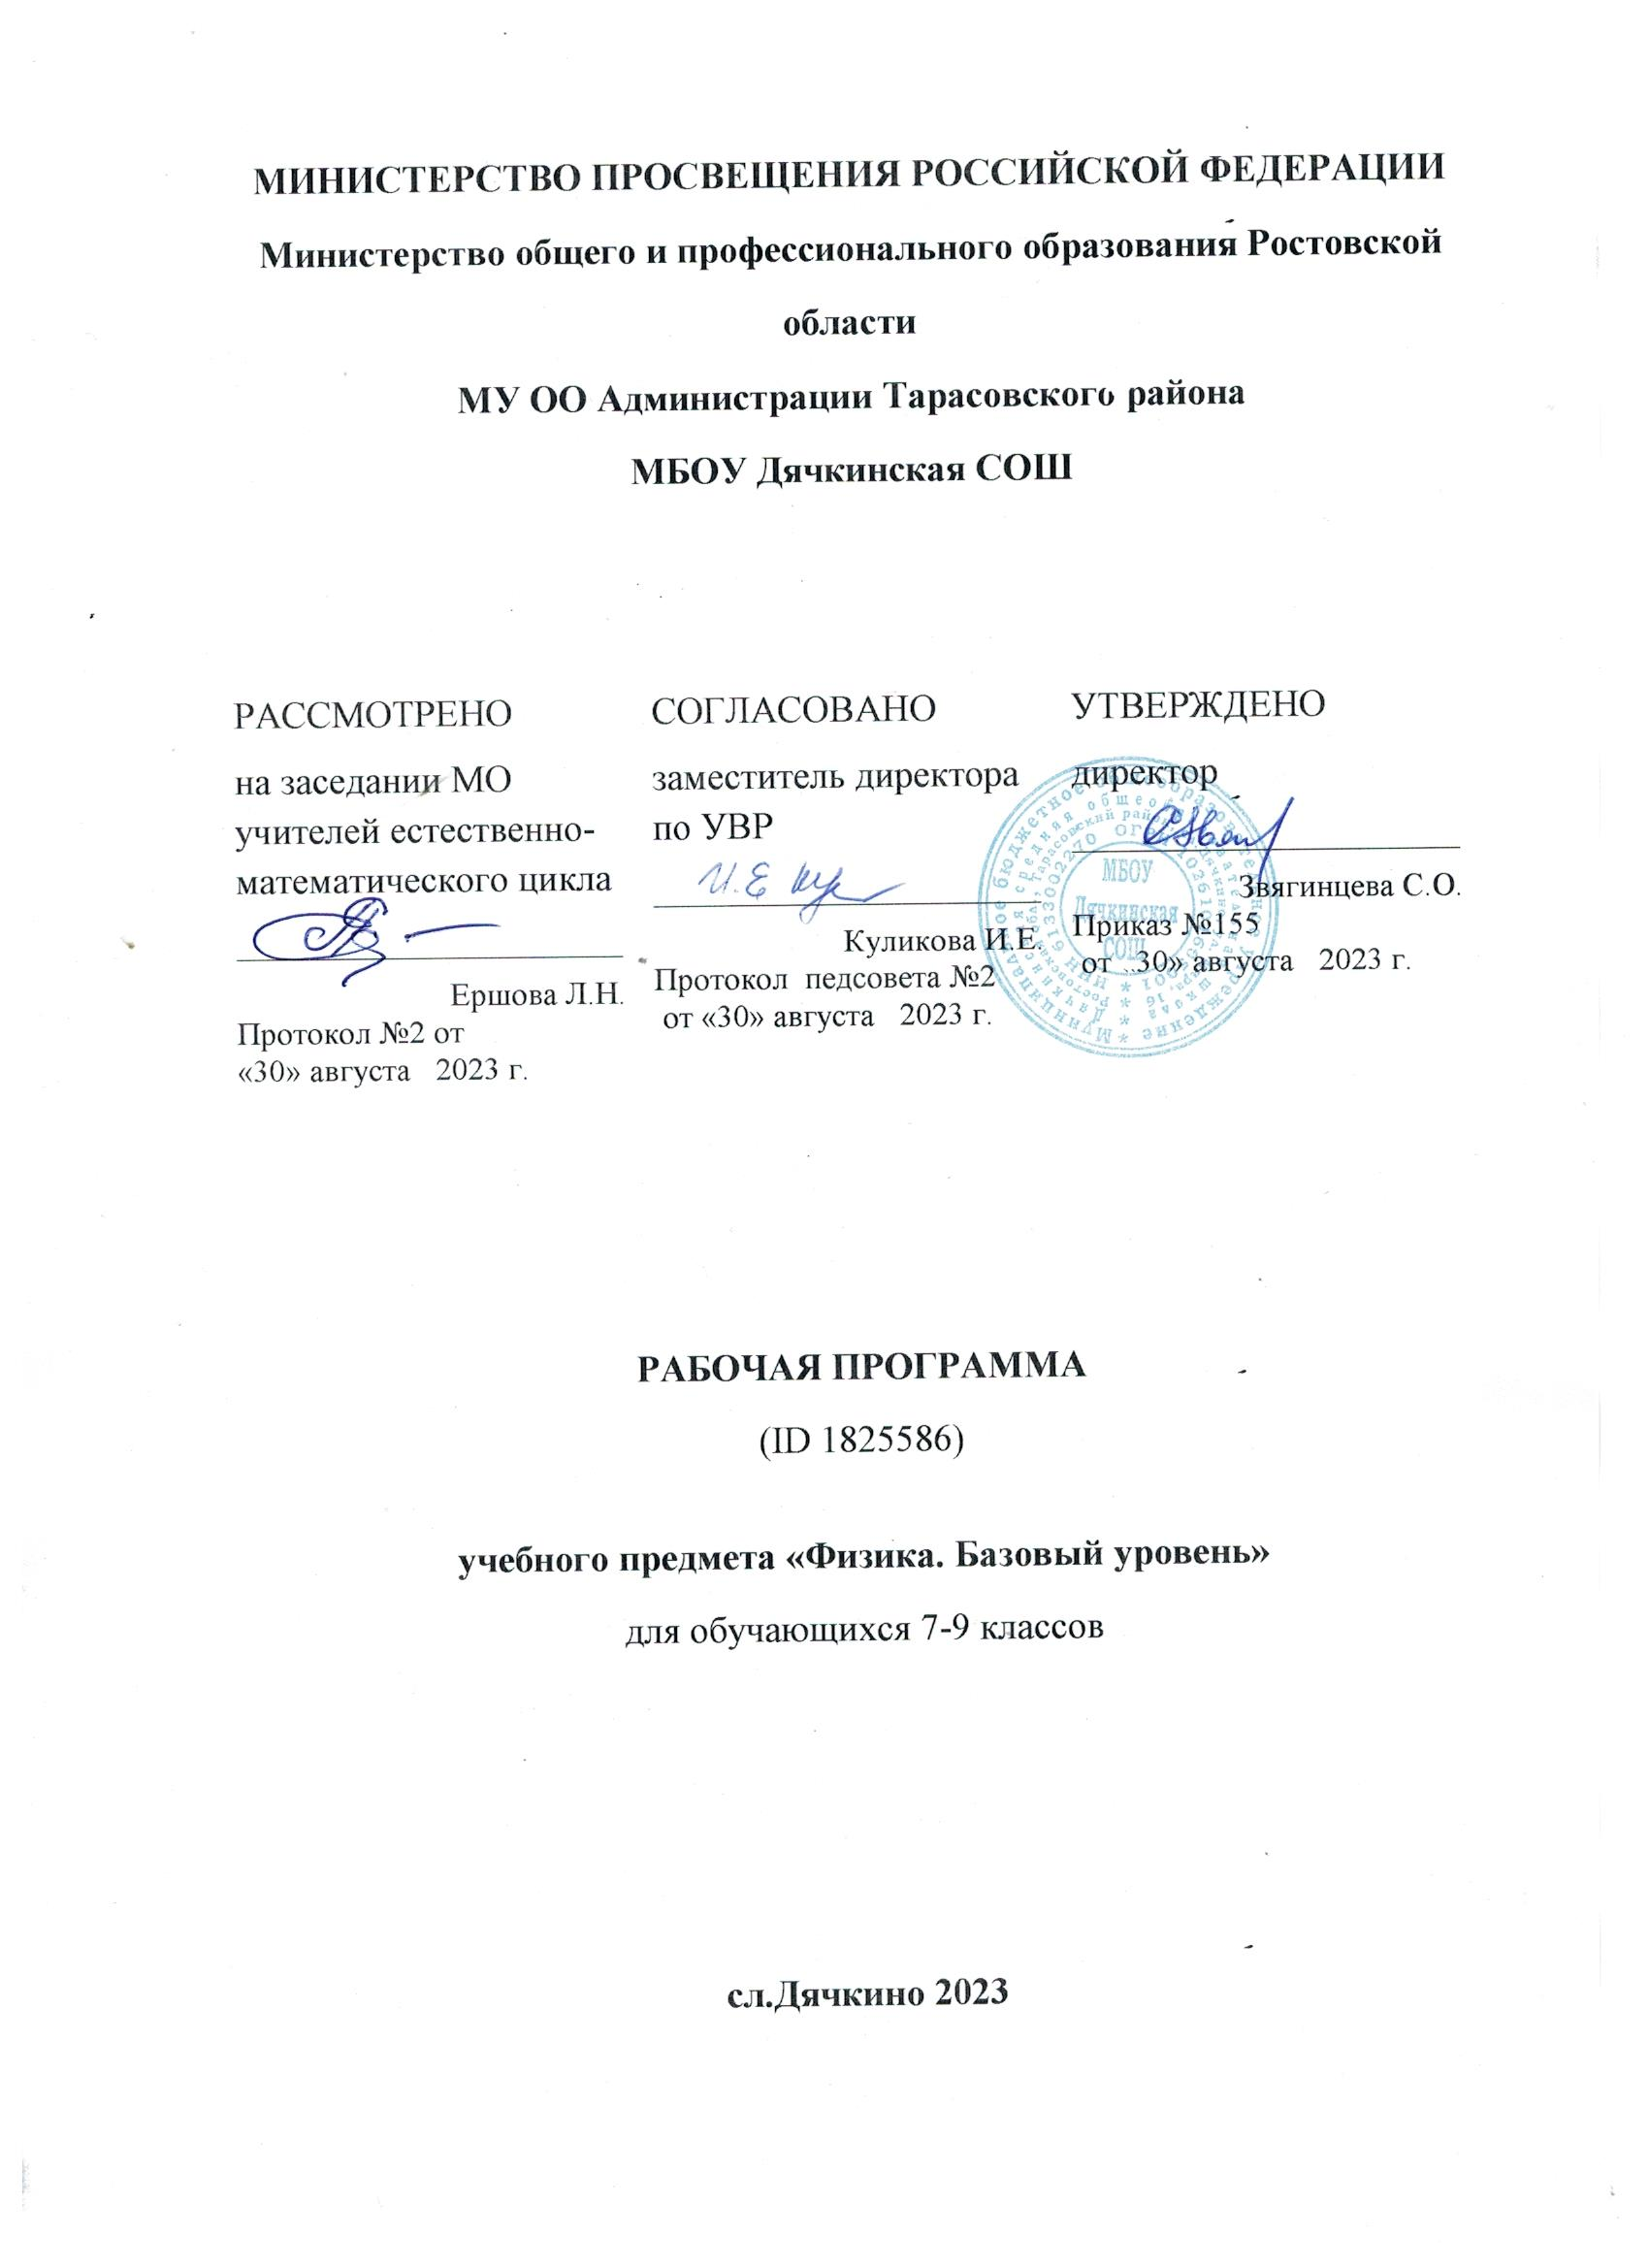 МИНИСТЕРСТВО ПРОСВЕЩЕНИЯ РОССИЙСКОЙ ФЕДЕРАЦИИ
Министерство общего и профессионального образования Ростовской
области
МУ ОО Администрации Тарасовского района
МБОУ Дячкинская СОШ
РАССМОТРЕНО
на заседании МО
учителей естественно-
математического цикла
Ершова Л.Н.
Протокол №2 от
«30» августа 2023 г.
СОГЛАСОВАНО
заместитель директора
по УВР
Куликова И.Е.
Протокол педсовета №2
от «30» августа 2023 г.
УТВЕРЖДЕНО
директор
Звягинцева С.О.
Приказ №155
от «30» августа 2023 г.
МБОУ
Дячкинская
СОШ
РАБОЧАЯ ПРОГРАММА
(ID 1825586)
учебного предмета «Физика. Базовый уровень»
для обучающихся 7-9 классов
сл.Дячкино 2023